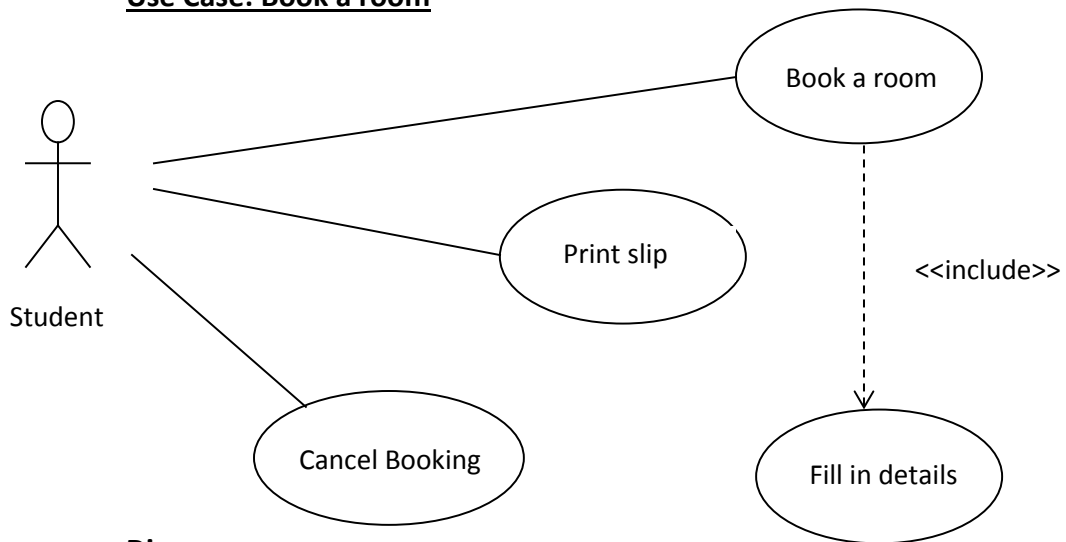 Use Case: Book a room
Book a room
Print slip
<<include>>
Student
Cancel Booking
Fill in details